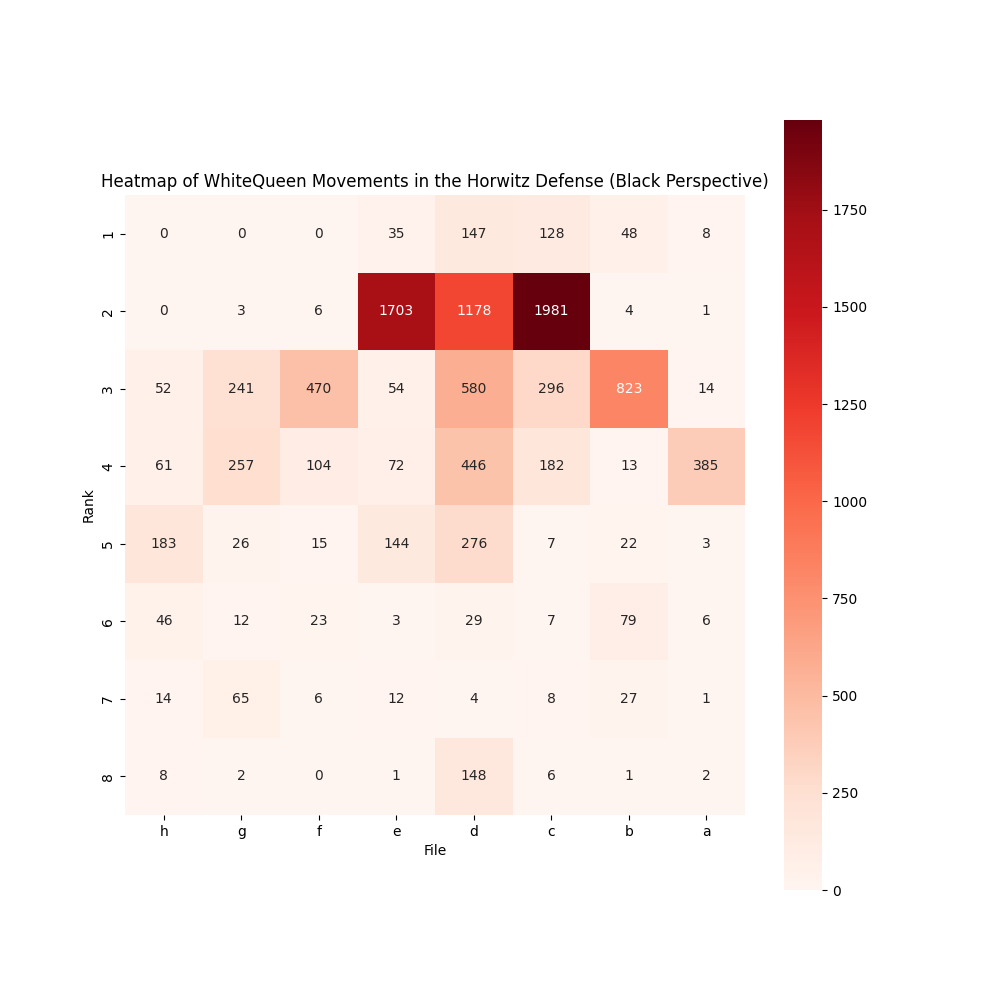 Heatmap of WhiteQueen Movements in the Horwitz Defense (Black Perspective)
1 0 0 0 35 147 128 48 8
2 0 3 6 1703 1178 1981 4 1
3 52 241 470 54 580 296 823 14
4 61 257 104 72 446 182 13 385
5 183 26 15 144 276 7 22 3
6 46 12 23 3 29 7 79 6
7 14 65 6 12 4 8 27 1
8 8 2 0 1 148 6 1 2
Rank
h g f e d c b a
File
1750
1500
1250
1000
750
500
250
0